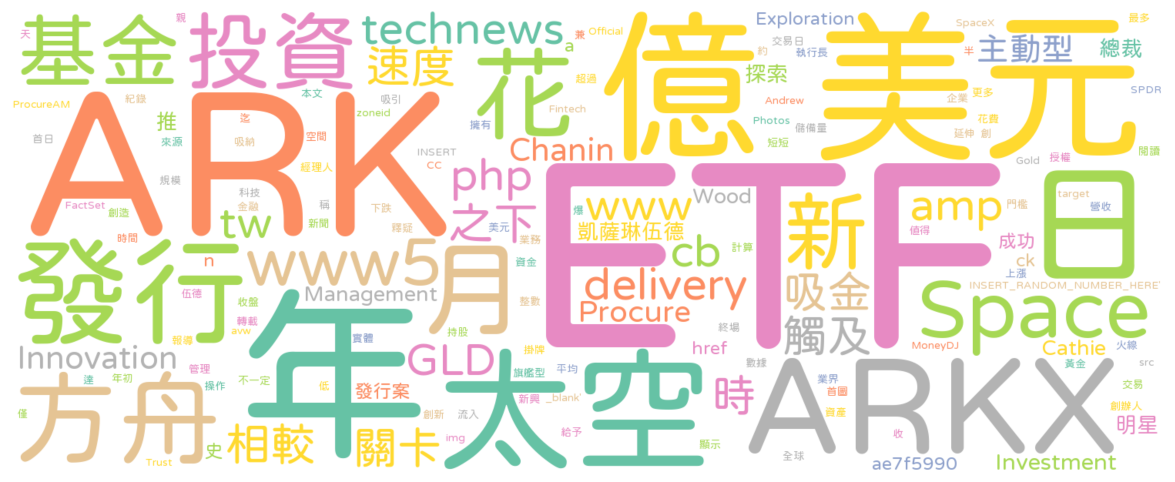 基金
投資
親
天
technews
速度
Official
兼
Exploration
SpaceX
最多
交易日
執行長
主動型
總裁
約
半
億
美元
花
a
超過
探索
SPDR
ProcureAM
紀錄
本文
吸引
zoneid
擁有
Fintech
Andrew
企業
更多
首日
推
來源
迄
吸納
空間
INSERT
CC
Photos
儲備量
短短
花費
延伸
創
閱讀
ARK
規模
經理人
Chanin
Gold
授權
科技
金融
稱
下跌
php
之下
ETF
www
Wood
新
amp
target
門檻
營收
值得
日
FactSet
創造
時間
tw
新聞
釋疑
爆
美元
凱薩琳伍德
成功
上漲
發行
www5
月
業務
資金
cb
計算
吸金
ck
INSERT_RANDOM_NUMBER_HERE'
n
伍德
收盤
轉載
Management
整數
delivery
Procure
終場
觸及
Space
報導
avw
年
實體
持股
掛牌
href
MoneyDJ
Cathie
火線
Innovation
管理
GLD
旗艦型
平均
數據
黃金
src
達
年初
操作
不一定
低
發行案
新興
_blank'
太空
時
業界
首圖
資產
ARKX
交易
創辦人
方舟
僅
創新
流入
給予
收
明星
史
相較
關卡
img
顯示
全球
Trust
ae7f5990
Investment